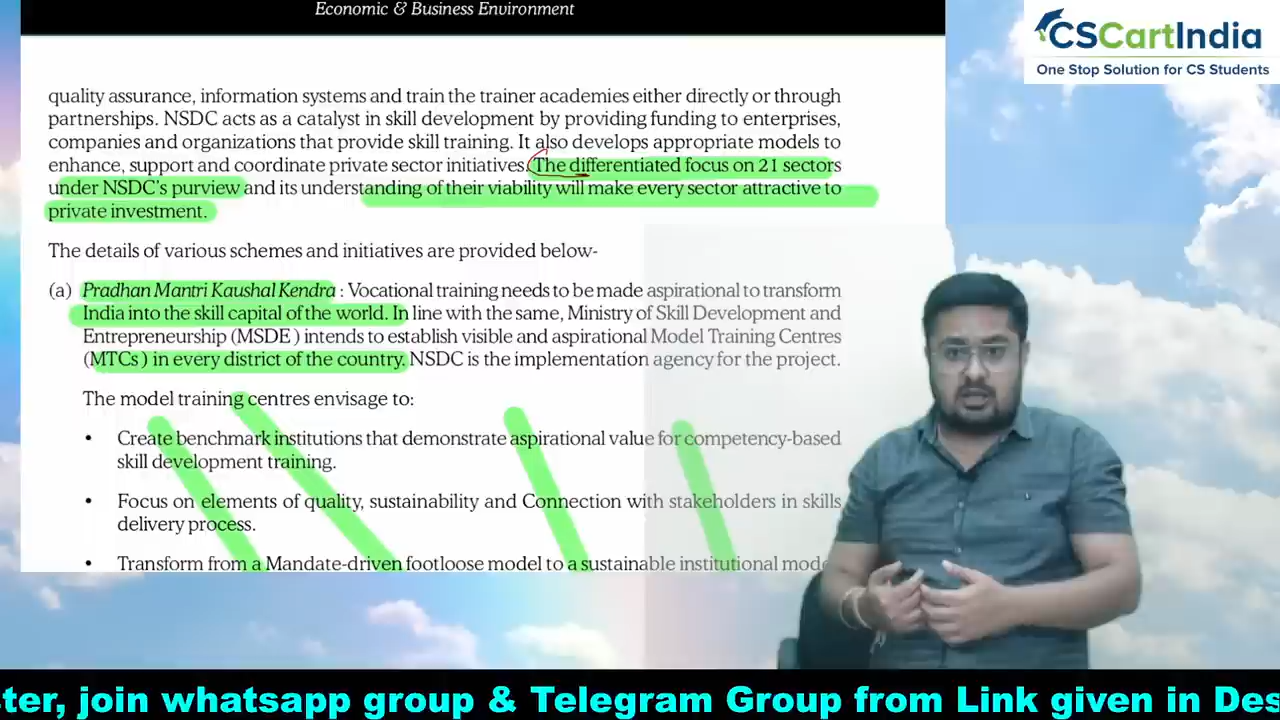 Economic & Business Environment
CSCartIndia
One Stop Solution for CS Students
quality assurance, information systems and train the trainer academies either directly or through
partnerships. NSDC acts as a catalyst in skill development by providing funding to enterprises,
companies and organizations that provide skill training. It also develops appropriate models to
enhance, support and coordinate private sector initiatives. The differentiated focus on 21 sectors
under NSDC's purview and its understanding of their viability will make every sector attractive to
private investment.
The details of various schemes and initiatives are provided below-
(a) Pradhan Mantri Kaushal Kendra : Vocational training needs to be made aspirational to transform
India into the skill capital of the world. In line with the same, Ministry of Skill Development and
Entrepreneurship (MSDE ) intends to establish visible and aspirational Model Training Centres
(MTCs ) in every district of the country. NSDC is the implementation agency for the project.
The model training centres envisage to:
• Create benchmark institutions that demonstrate aspirational value for competency-based
skill development training.
• Focus on elements of quality, sustainability and Connection with stakeholders in skills
delivery process.
• Transform from a Mandate-driven footloose model to a sustainable institutional mod
ter, join whatsapp group & Telegram Group from Link given in Des